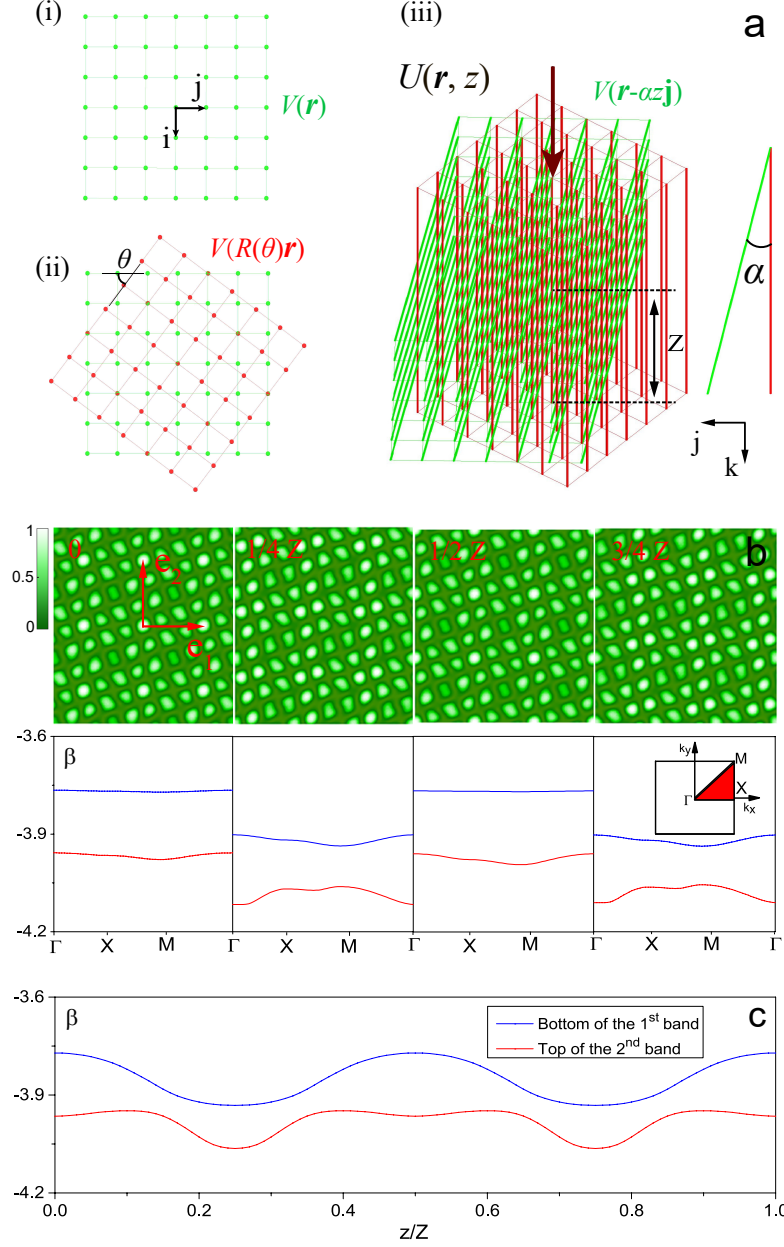 (i)
j
i
V(r)
(ii)
θ
V(R(θ)r)
(iii)
a
U(r, z)
V(r-αzj)
Z
α
j
k
1
0.5
0
0
e2
e1
1/4 Z
1/2 Z
3/4 Z
b
-3.6
-3.9
-4.2
β
Γ X M Γ X M Γ X M Γ X M Γ
ky
M
Γ
X
kx
-3.6
-3.9
-4.2
β
c
Bottom of the 1st band
Top of the 2nd band
0.0 0.2 0.4 0.6 0.8 1.0
z/Z